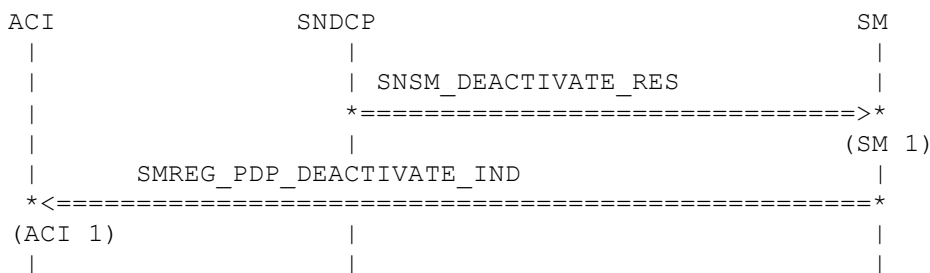 ACI SNDCP SM
| | |
| | SNSM_DEACTIVATE_RES |
| *===============================>*
| | (SM 1)
| SMREG_PDP_DEACTIVATE_IND |
*<===================================================*
(ACI 1) | |
| | |